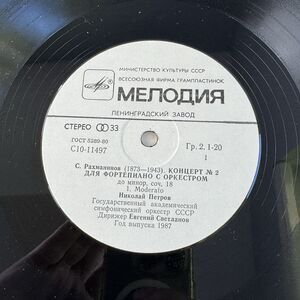 МИНИСТЕРСТВО КУЛЬТУРЫ СССР
ВСЕСОЮЗНАЯ ФИРМА ГРАМПЛАСТИНОК
МЕЛОДИЯ
ЛЕНИНГРАДСКИЙ ЗАВОД
СТЕРЕО 33
ГОСТ 5289-80
Гр. 2. 1-20
С10-11497
1
С. Рахманинов (1873—1943). КОНЦЕРТ № 2
ДЛЯ ФОРТЕПИАНО С ОРКЕСТРОМ
до минор, соч. 18
1. Moderato
Николай Петров
Государственный академический
симфонический оркестр СССР
Дирижер Евгений Светланов
Год выпуска 1987